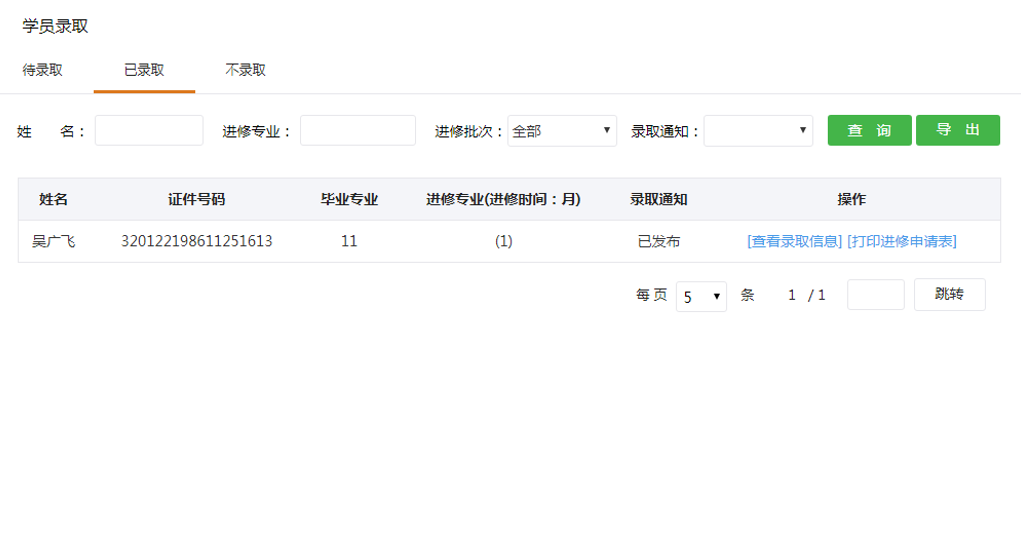 学员录取
待录取 已录取 不录取
姓 名： 进修专业： 进修批次： 全部 录取通知： 查 询 导 出
姓名 证件号码 毕业专业 进修专业(进修时间：月) 录取通知 操作
吴广飞 320122198611251613 11 (1) 已发布 [查看录取信息] [打印进修申请表]
每 页 5 条 1 / 1 跳转